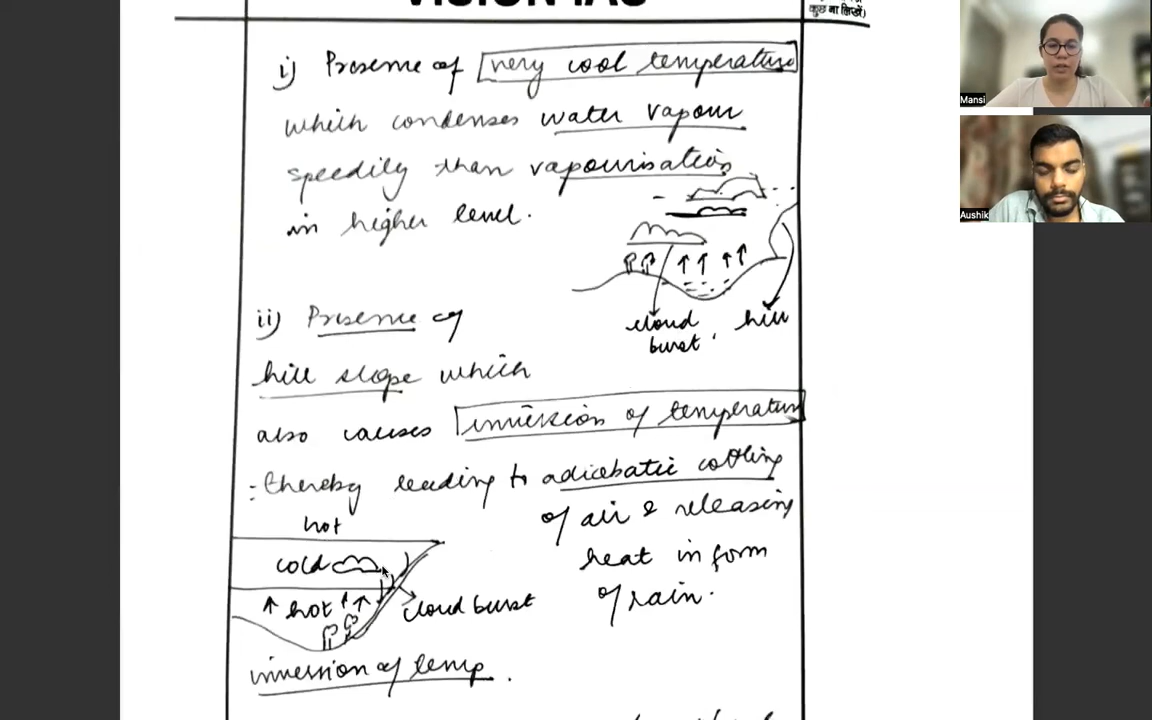 VISION IAS
कुछ ना लिखें)
i) Presence of very cool temperature
which condenses water vapour
speedily than vapourisation
in higher level.
cloud
burst.
hill
ii) Presence of
hill slope which
also causes inversion of temperature
thereby leading to adiabatic cooling
of air & releasing
heat in form
of rain.
hot
cold
hot
cloud burst
inversion of temp.
Mansi
Aushik